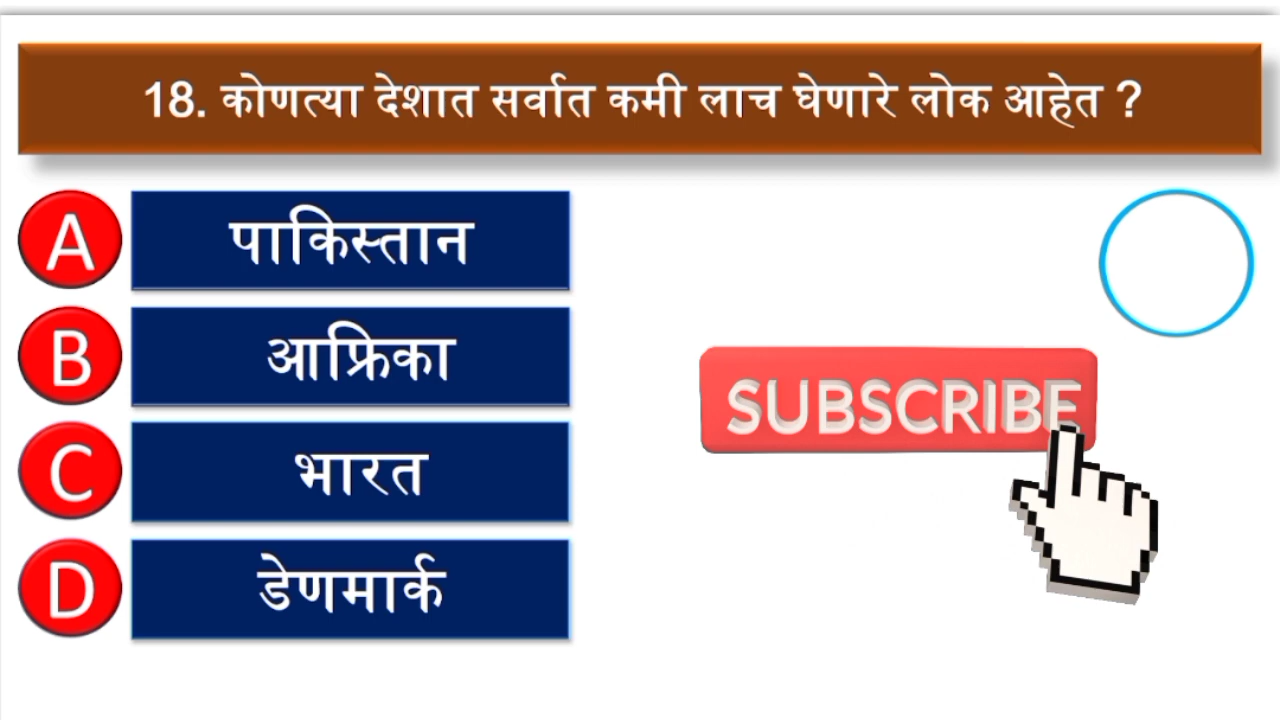 18. कोणत्या देशात सर्वात कमी लाच घेणारे लोक आहेत ?
A पाकिस्तान
B आफ्रिका
C भारत
D डेणमार्क
SUBSCRIBE